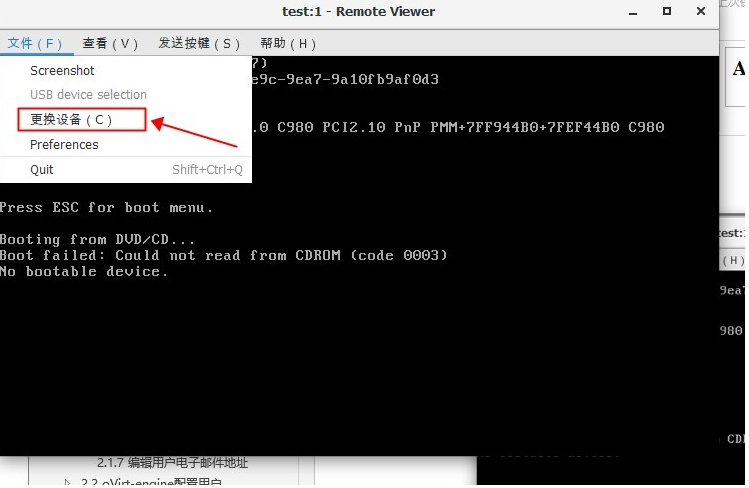 test:1 - Remote Viewer
文件（F） 查看（V） 发送按键（S） 帮助（H）
Screenshot
USB device selection
更换设备（C）
Preferences
Quit Shift+Ctrl+Q
7)
e9c-9ea7-9a10fb9af0d3
.0 C980 PCI2.10 PnP PMM+7FF944B0+7FEF44B0 C980
Press ESC for boot menu.
Booting from DVD/CD...
Boot failed: Could not read from CDROM (code 0003)
No bootable device.
A
test:
（H）
9ea7
980
CD
2.1.7 编辑用户电子邮件地址
2.2 oVirt-engine配置用户